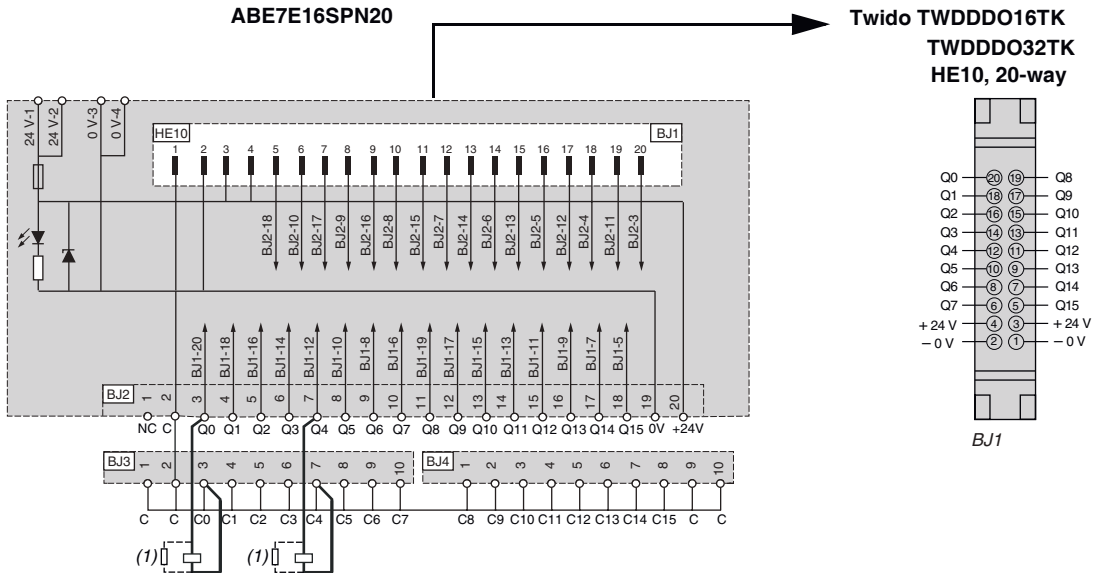 ABE7E16SPN20
Twido TWDDDO16TK
TWDDDO32TK
HE10, 20-way
24 V-1
24 V-2
0 V-3
0 V-4
HE10
BJ1
1 2 3 4 5 6 7 8 9 10 11 12 13 14 15 16 17 18 19 20
BJ2-18
BJ2-10
BJ2-17
BJ2-9
BJ2-16
BJ2-8
BJ2-15
BJ2-7
BJ2-14
BJ2-6
BJ2-13
BJ2-5
BJ2-12
BJ2-4
BJ2-11
BJ2-3
BJ1-20
BJ1-18
BJ1-16
BJ1-14
BJ1-12
BJ1-10
BJ1-8
BJ1-6
BJ1-19
BJ1-17
BJ1-15
BJ1-13
BJ1-11
BJ1-9
BJ1-7
BJ1-5
BJ2
1 2 3 4 5 6 7 8 9 10 11 12 13 14 15 16 17 18 19 20
NC C Q0 Q1 Q2 Q3 Q4 Q5 Q6 Q7 Q8 Q9 Q10 Q11 Q12 Q13 Q14 Q15 0V +24V
BJ3
1 2 3 4 5 6 7 8 9 10
BJ4
1 2 3 4 5 6 7 8 9 10
C C C0 C1 C2 C3 C4 C5 C6 C7
C8 C9 C10 C11 C12 C13 C14 C15 C C
(1)
(1)
Q0 20 19 Q8
Q1 18 17 Q9
Q2 16 15 Q10
Q3 14 13 Q11
Q4 12 11 Q12
Q5 10 9 Q13
Q6 8 7 Q14
Q7 6 5 Q15
+ 24 V 4 3 + 24 V
– 0 V 2 1 – 0 V
BJ1